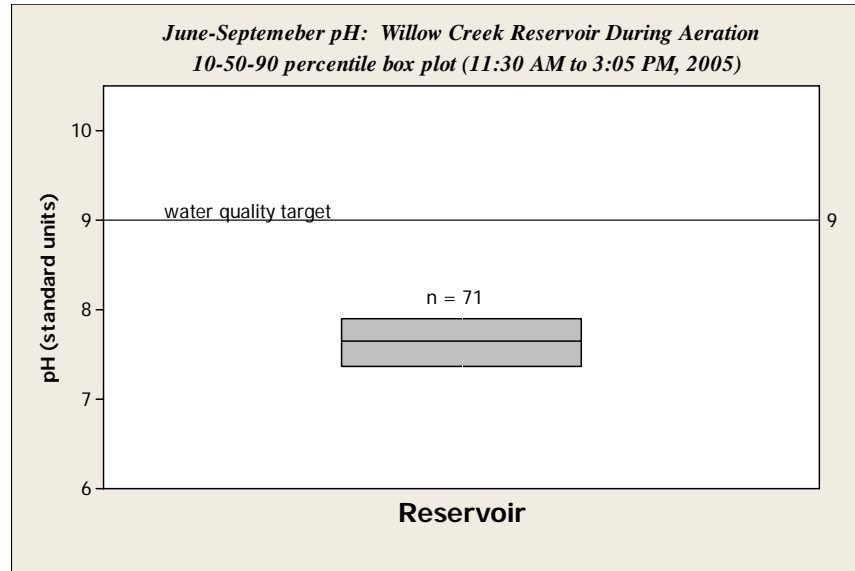 June-Septemeber pH: Willow Creek Reservoir During Aeration
10-50-90 percentile box plot (11:30 AM to 3:05 PM, 2005)
10
water quality target
9
9
n = 71
8
7
6
pH (standard units)
Reservoir